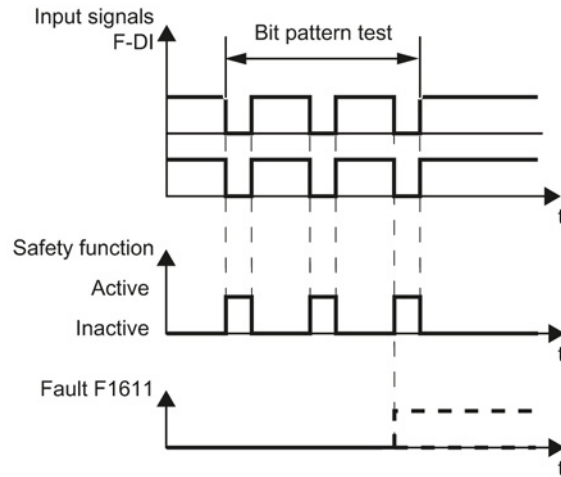 Input signals
F-DI
Bit pattern test
t
Safety function
Active
Inactive
t
Fault F1611
t